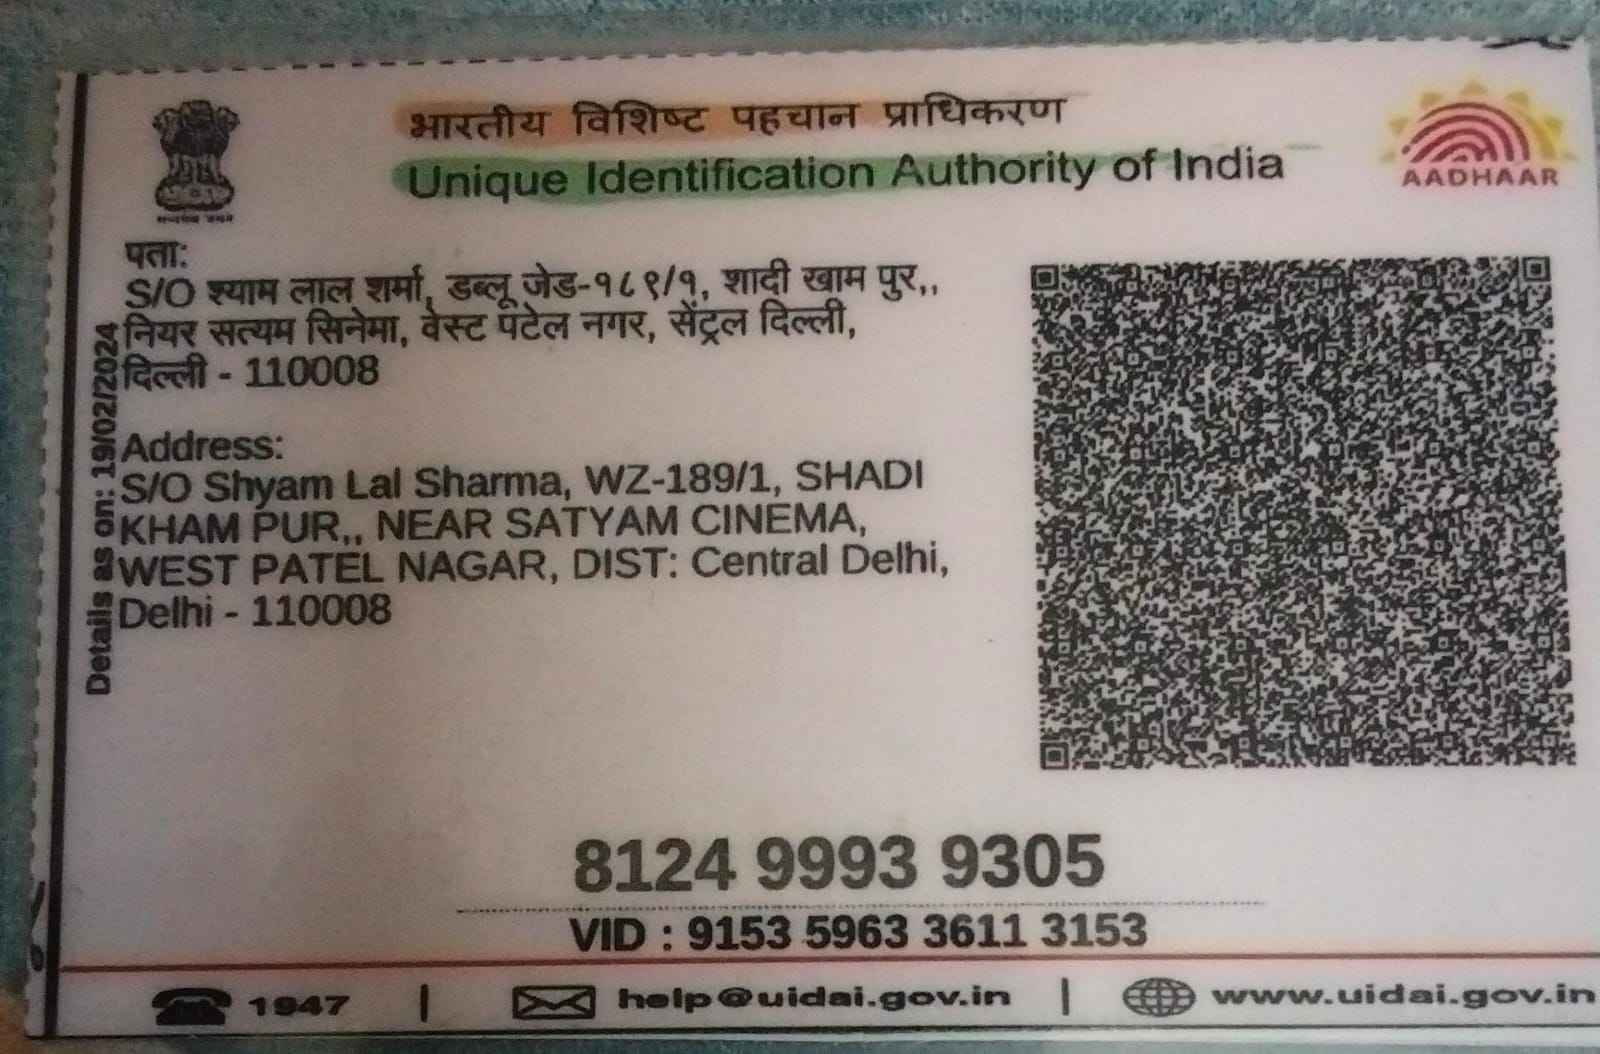 भारतीय विशिष्ट पहचान प्राधिकरण
Unique Identification Authority of India
AADHAAR
पता:
S/O श्याम लाल शर्मा, डब्लू जेड-१८९/१, शादी खाम पुर,,
नियर सत्यम सिनेमा, वेस्ट पटेल नगर, सेंट्रल दिल्ली,
दिल्ली - 110008
Address:
S/O Shyam Lal Sharma, WZ-189/1, SHADI
KHAM PUR,, NEAR SATYAM CINEMA,
WEST PATEL NAGAR, DIST: Central Delhi,
Delhi - 110008
Details as on: 19/02/2024
8124 9993 9305
VID : 9153 5963 3611 3153
1947 | help@uidai.gov.in | www.uidai.gov.in